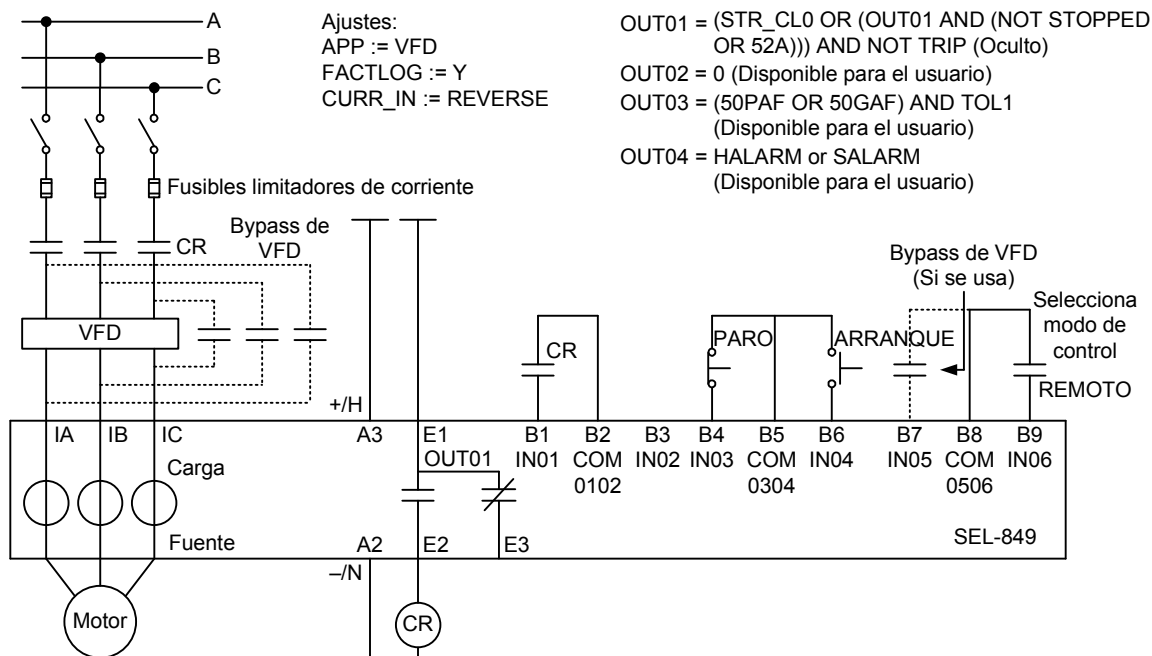 A
B
C
Ajustes:
APP := VFD
FACTLOG := Y
CURR_IN := REVERSE
OUT01 = (STR_CL0 OR (OUT01 AND (NOT STOPPED
OR 52A))) AND NOT TRIP (Oculto)
OUT02 = 0 (Disponible para el usuario)
OUT03 = (50PAF OR 50GAF) AND TOL1
(Disponible para el usuario)
OUT04 = HALARM or SALARM
(Disponible para el usuario)
Fusibles limitadores de corriente
CR
Bypass de
VFD
VFD
Bypass de VFD
(Si se usa)
Selecciona
modo de
control
CR
PARO
ARRANQUE
REMOTO
+/H
IA IB IC A3 E1 B1 B2 B3 B4 B5 B6 B7 B8 B9
OUT01 IN01 COM IN02 IN03 COM IN04 IN05 COM IN06
0102 0304 0506
Carga
Fuente
A2 E2 E3
SEL-849
–/N
Motor
CR